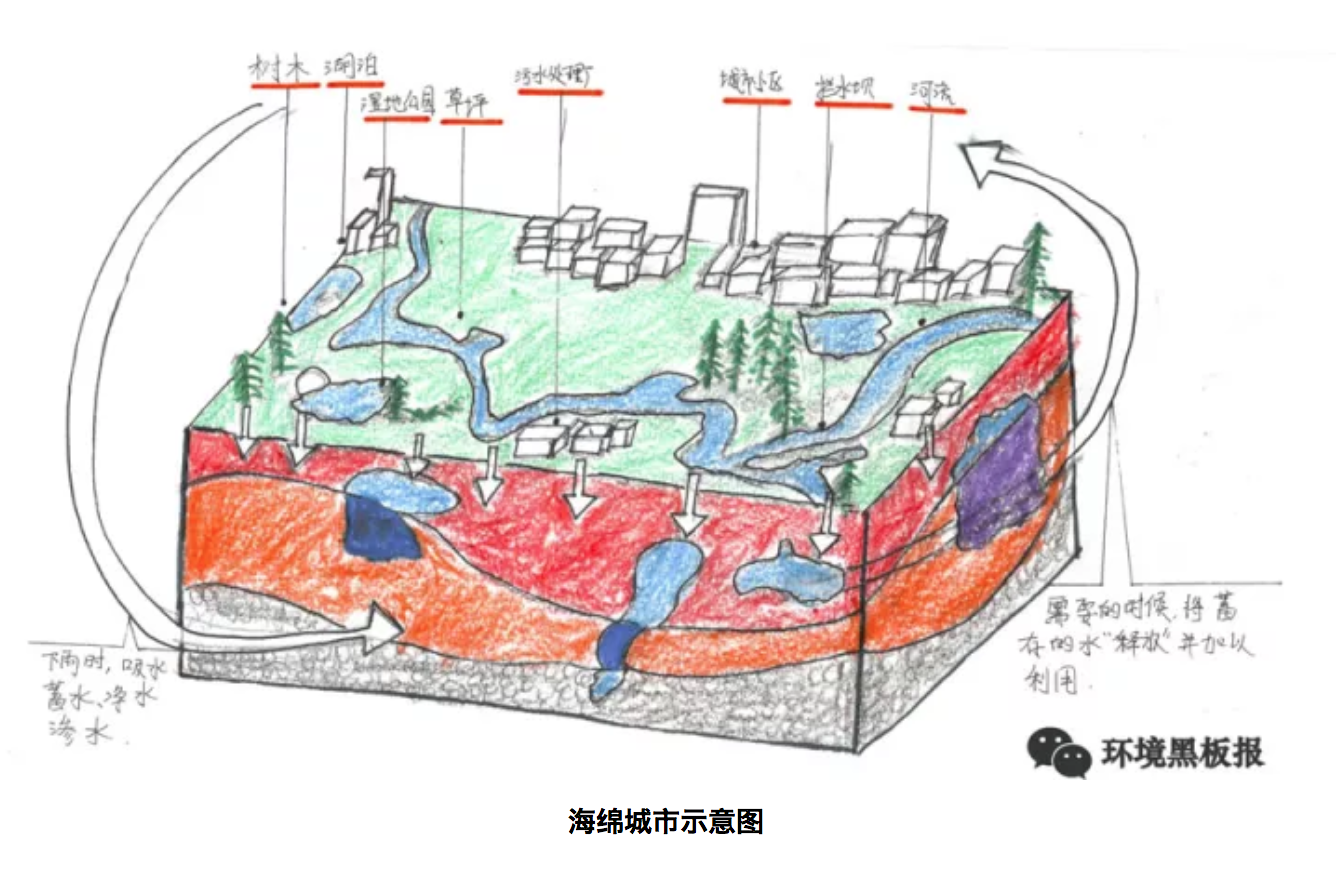 树木
湖泊
湿地公园
草坪
污水处理厂
城市小区
拦水坝
河流
下雨时,吸水
蓄水、净水
渗水.
需要的时候,将蓄
存的水"释放"并加以
利用.
环境黑板报
海绵城市示意图